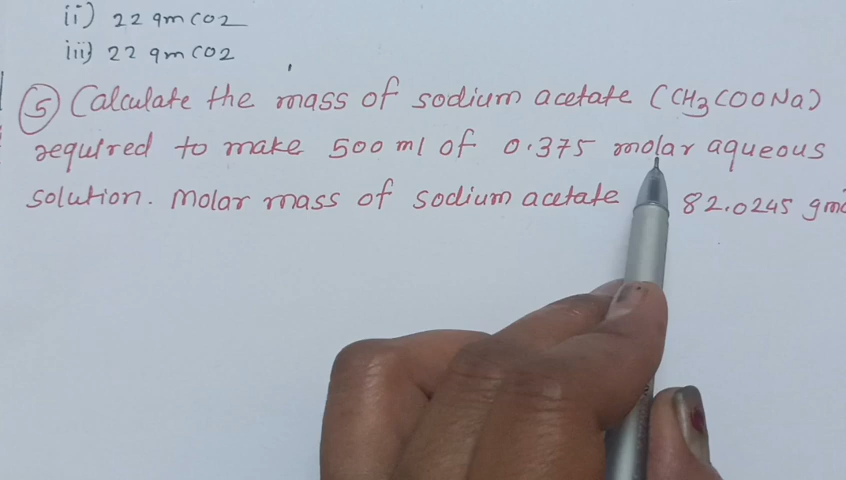 ii) 22 gm CO2
iii) 22 gm CO2
5 Calculate the mass of sodium acetate (CH3COONa)
required to make 500 ml of 0.375 molar aqueous
solution. Molar mass of sodium acetate 82.0245 gm